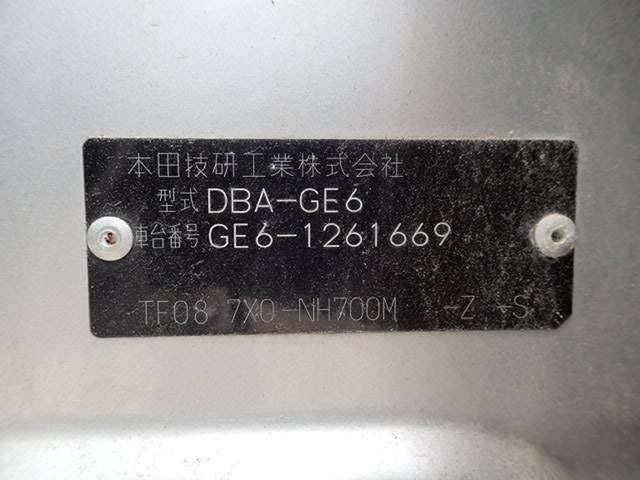 本田技研工業株式会社
型式 DBA-GE6
車台番号 GE6-1261669
TF08 7X0-NH700M -Z -S